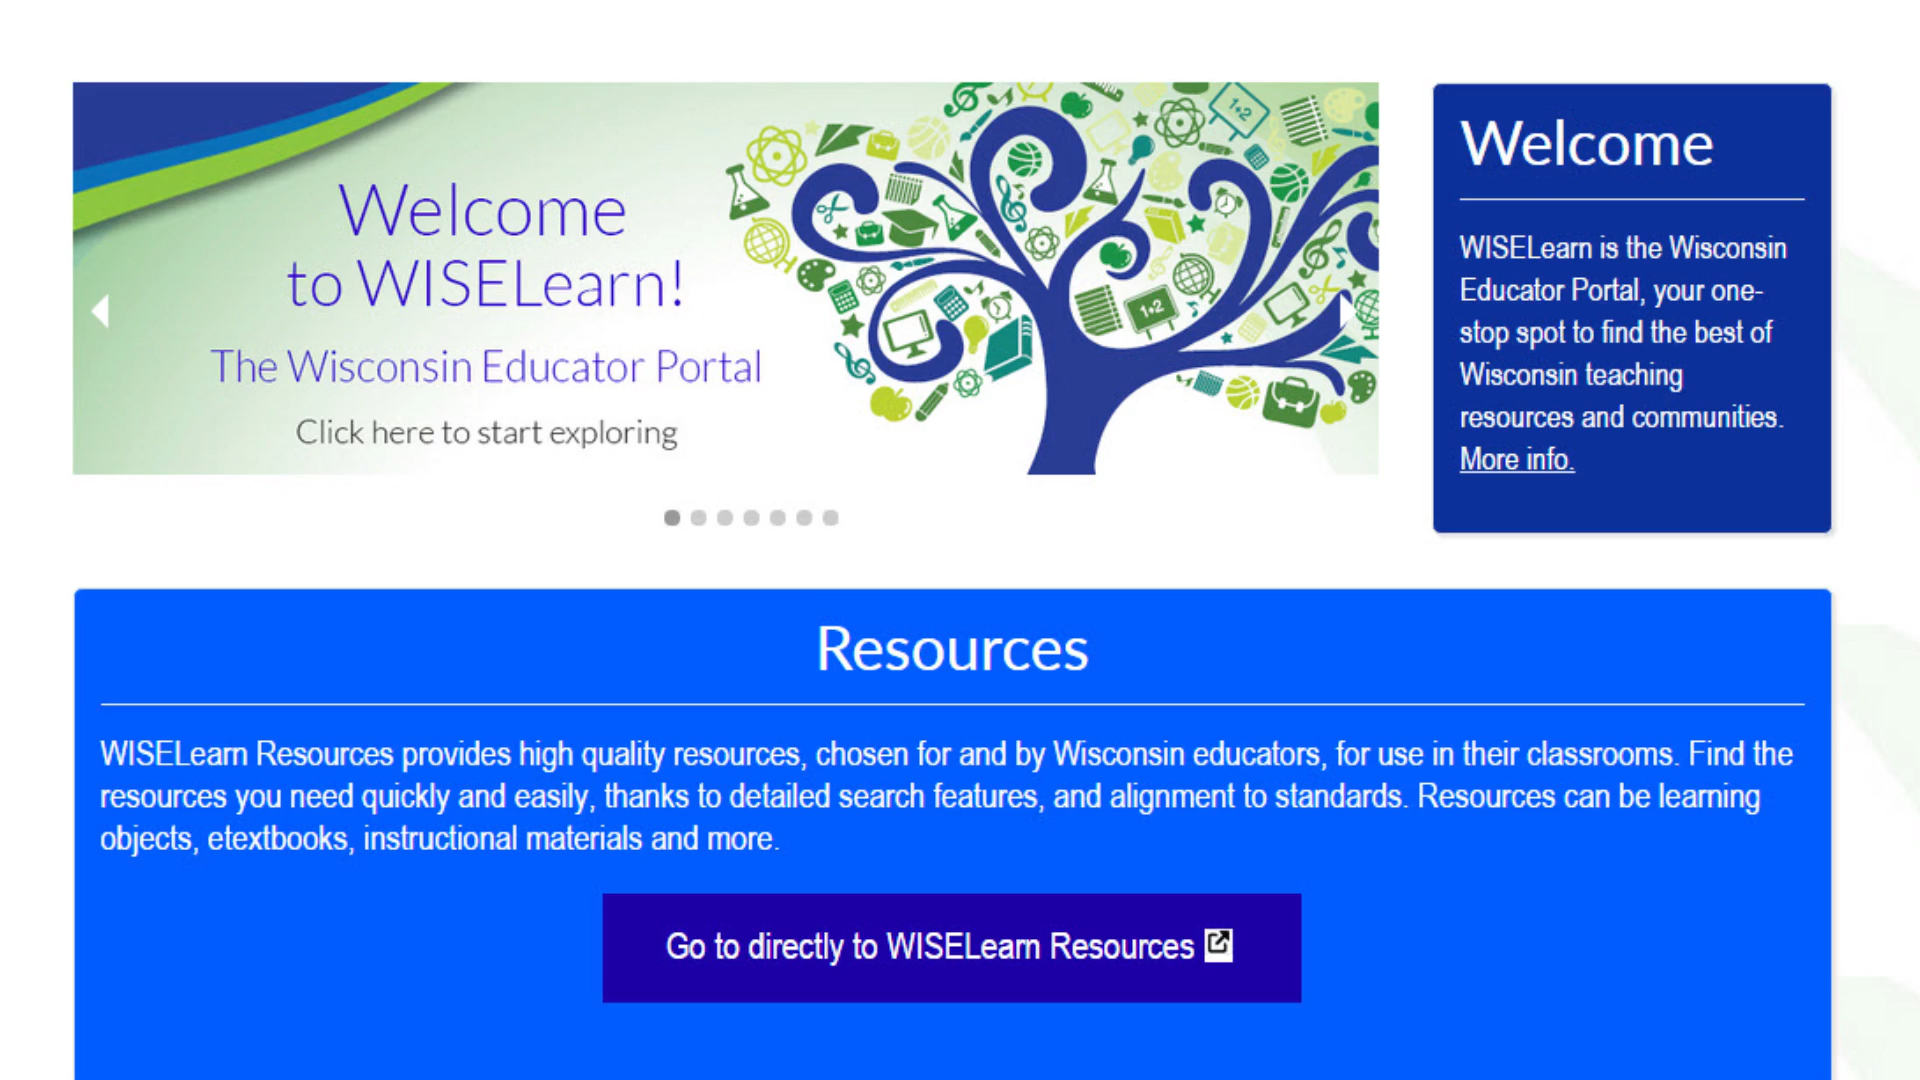 Welcome
to WISELearn!
The Wisconsin Educator Portal
Click here to start exploring
1+2
1+2
Welcome
WISELearn is the Wisconsin
Educator Portal, your one-
stop spot to find the best of
Wisconsin teaching
resources and communities.
More info.
Resources
WISELearn Resources provides high quality resources, chosen for and by Wisconsin educators, for use in their classrooms. Find the
resources you need quickly and easily, thanks to detailed search features, and alignment to standards. Resources can be learning
objects, etextbooks, instructional materials and more.
Go to directly to WISELearn Resources